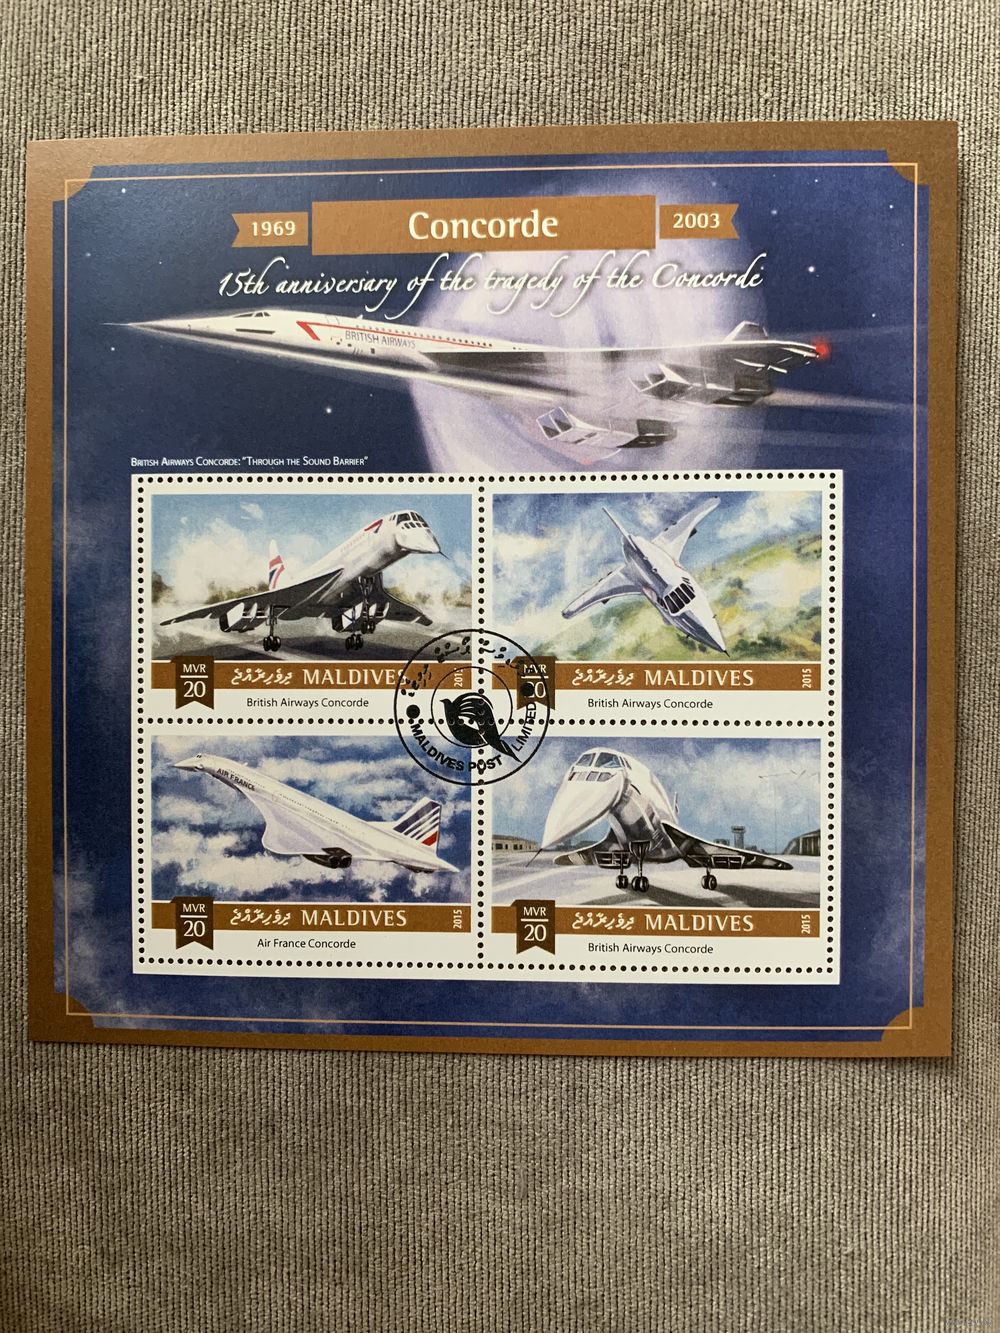 1969
Concorde
2003
15th anniversary of the tragedy of the Concorde
BRITISH AIRWAYS
BRITISH AIRWAYS CONCORDE: "THROUGH THE SOUND BARRIER"
MVR
20
ދިވެހިރާއްޖެ MALDIVES
British Airways Concorde
MVR
20
ދިވެހިރާއްޖެ MALDIVES
2015
British Airways Concorde
MALDIVES POST LIMITED
AIR FRANCE
MVR
20
ދިވެހިރާއްޖެ MALDIVES
2015
Air France Concorde
MVR
20
ދިވެހިރާއްޖެ MALDIVES
2015
British Airways Concorde